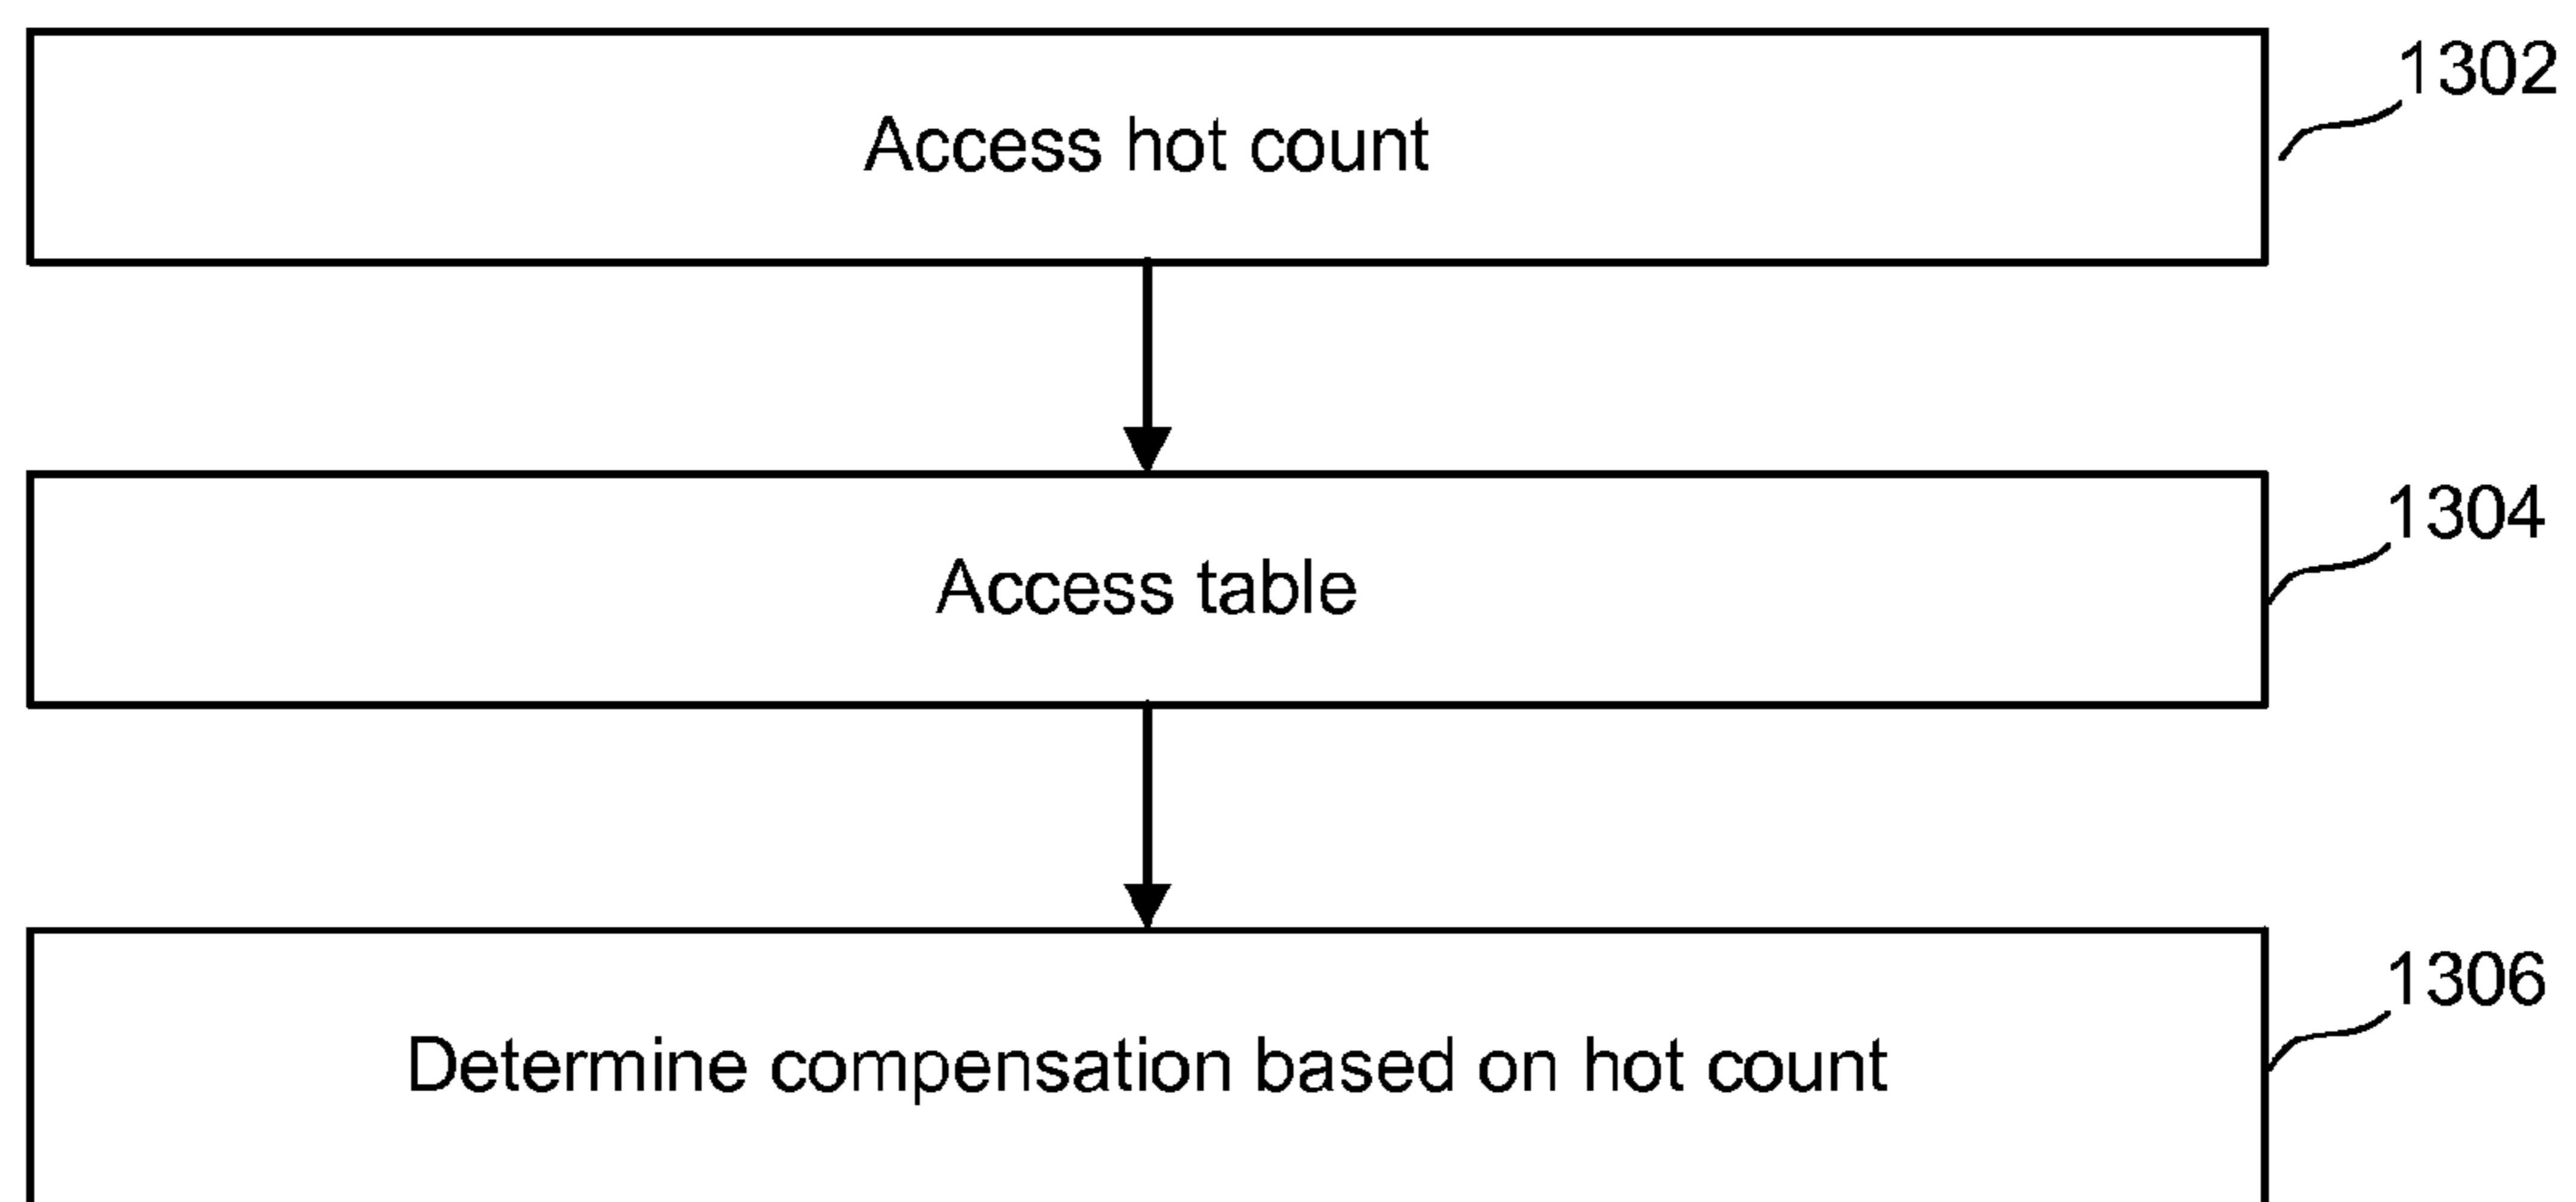 1302
Access hot count
1304
Access table
1306
Determine compensation based on hot count